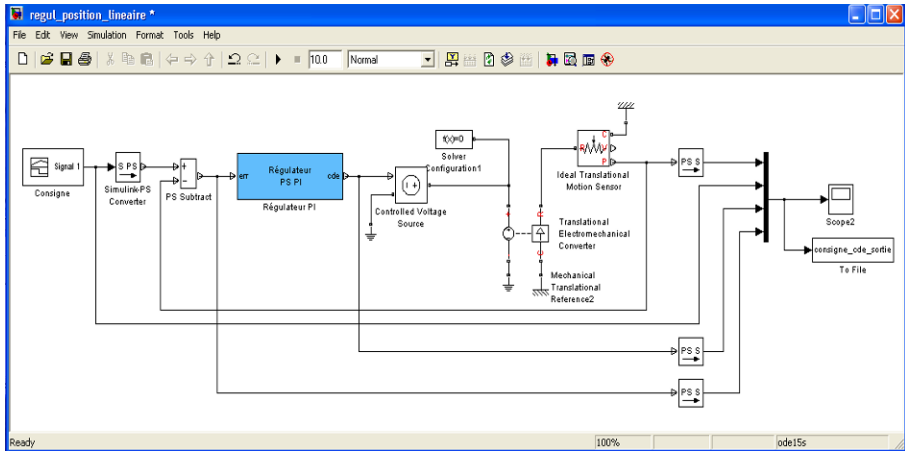 regul_position_lineaire *
File Edit View Simulation Format Tools Help
10.0 Normal
Signal 1
Consigne
S PS
Simulink-PS
Converter
+
−
PS Subtract
err
Régulateur
PS PI
cde
Régulateur PI
Controlled Voltage
Source
f(x)=0
Solver
Configuration1
R
C
V
P
Ideal Translational
Motion Sensor
Translational
Electromechanical
Converter
Mechanical
Translational
Reference2
PS S
PS S
PS S
Scope2
consigne_cde_sortie
To File
Ready
100%
ode15s